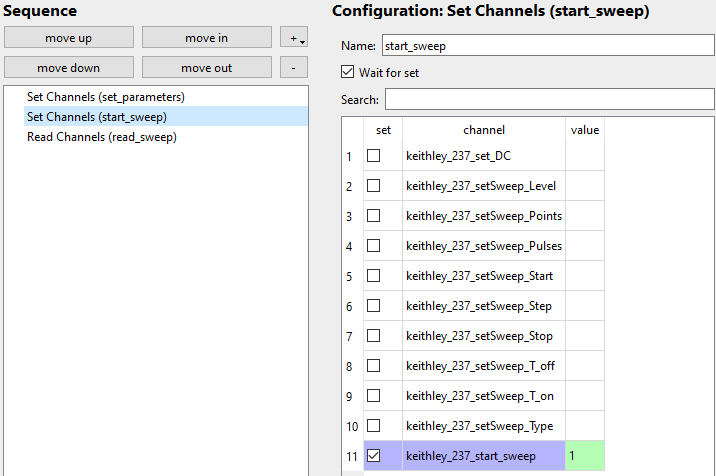 Sequence
move up
move in
+
move down
move out
-
Set Channels (set_parameters)
Set Channels (start_sweep)
Read Channels (read_sweep)
Configuration: Set Channels (start_sweep)
Name: start_sweep
Wait for set
Search:
set channel value
1 keithley_237_set_DC
2 keithley_237_setSweep_Level
3 keithley_237_setSweep_Points
4 keithley_237_setSweep_Pulses
5 keithley_237_setSweep_Start
6 keithley_237_setSweep_Step
7 keithley_237_setSweep_Stop
8 keithley_237_setSweep_T_off
9 keithley_237_setSweep_T_on
10 keithley_237_setSweep_Type
11 keithley_237_start_sweep 1